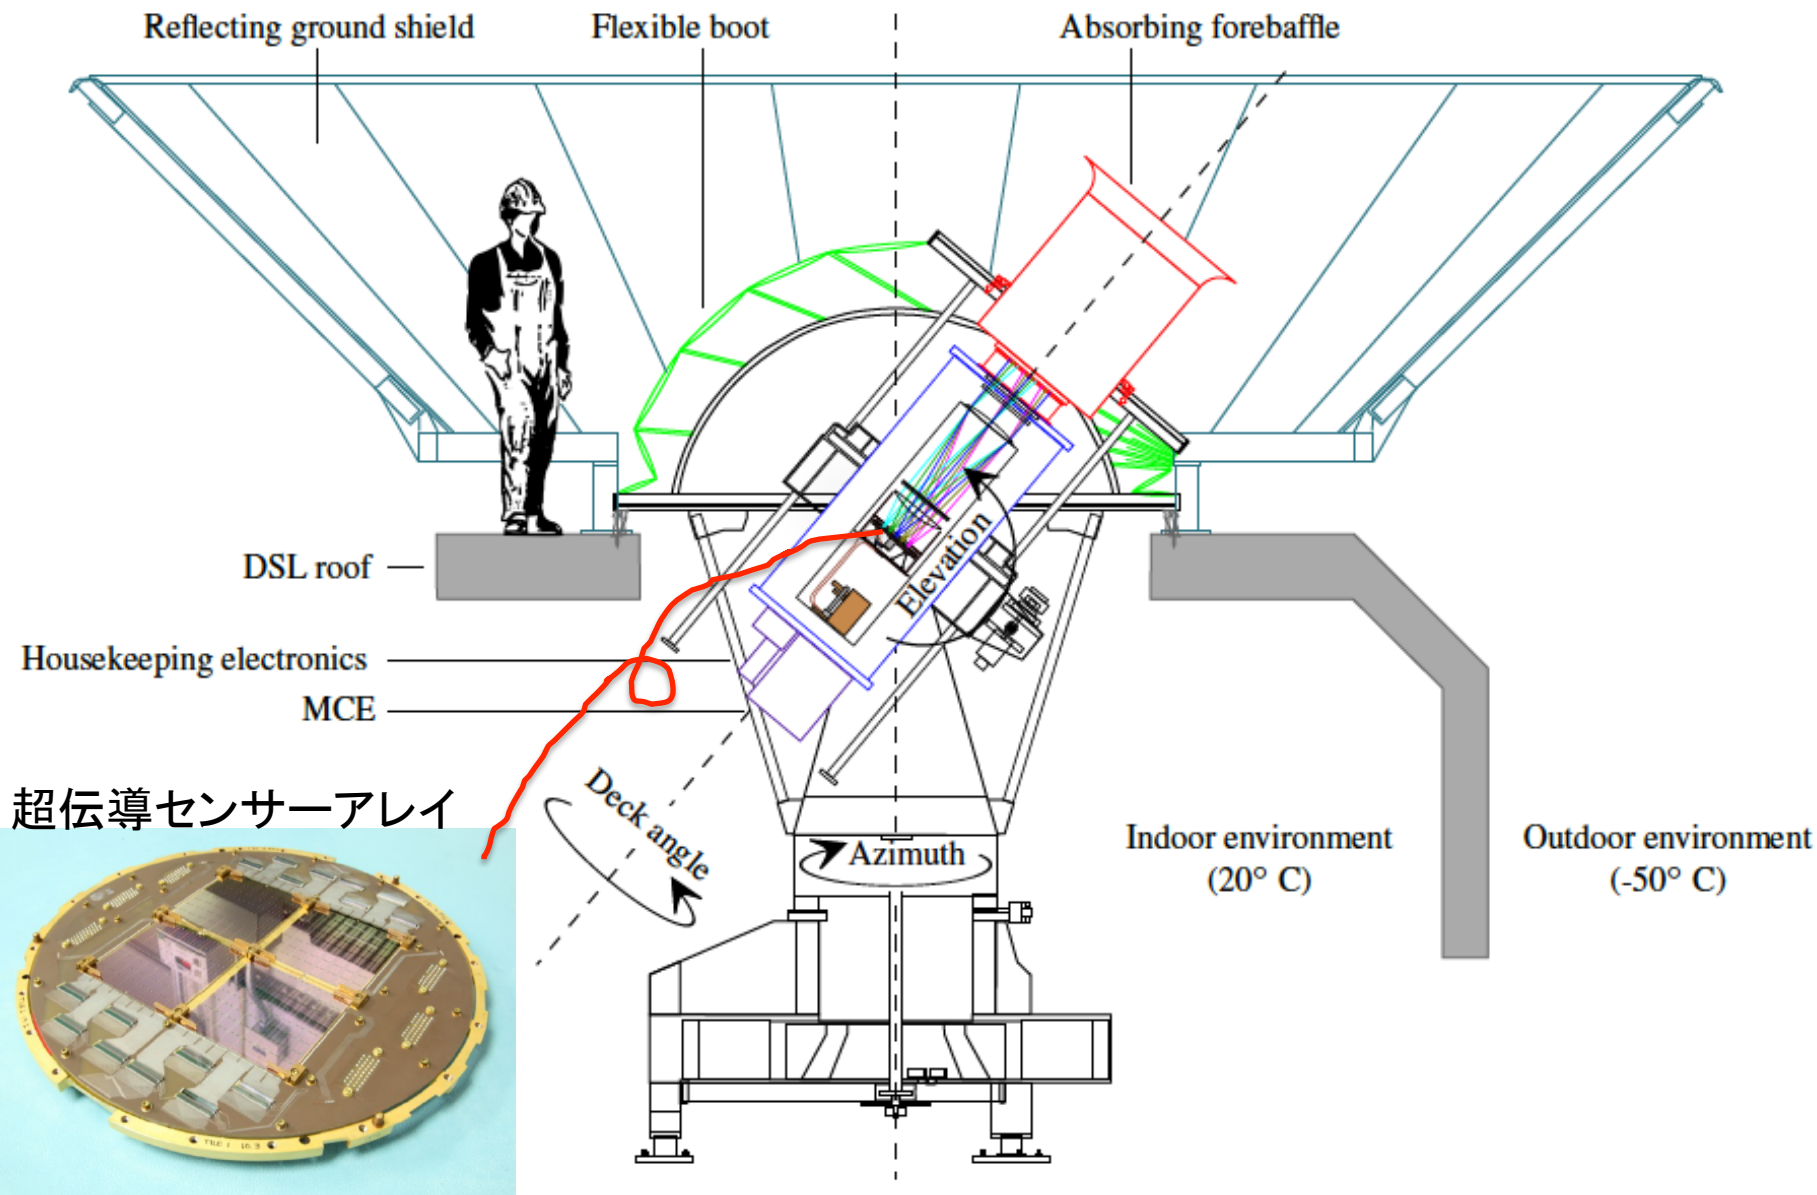 Reflecting ground shield
Flexible boot
Absorbing forebaffle
DSL roof
Elevation
Housekeeping electronics
MCE
Deck angle
超伝導センサーアレイ
Azimuth
Indoor environment
(20° C)
Outdoor environment
(-50° C)